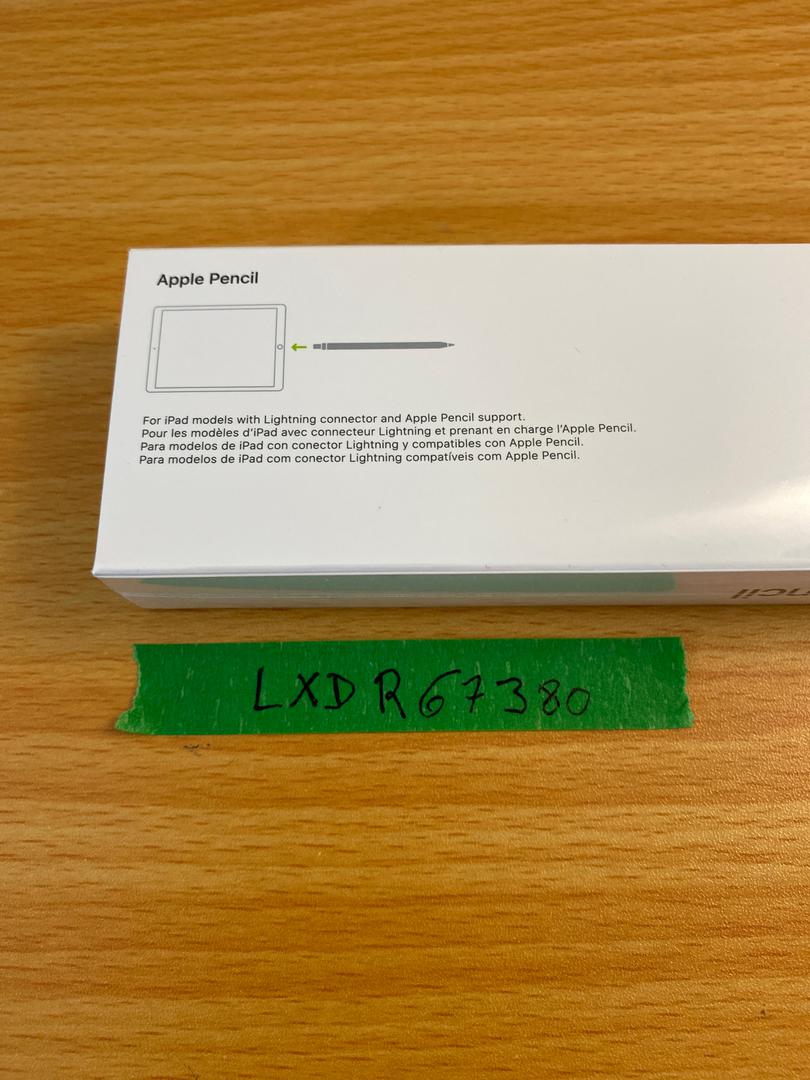 Apple Pencil
For iPad models with Lightning connector and Apple Pencil support.
Pour les modèles d'iPad avec connecteur Lightning et prenant en charge l'Apple Pencil.
Para modelos de iPad con conector Lightning y compatibles con Apple Pencil.
Para modelos de iPad com conector Lightning compatíveis com Apple Pencil.
LXDR67380